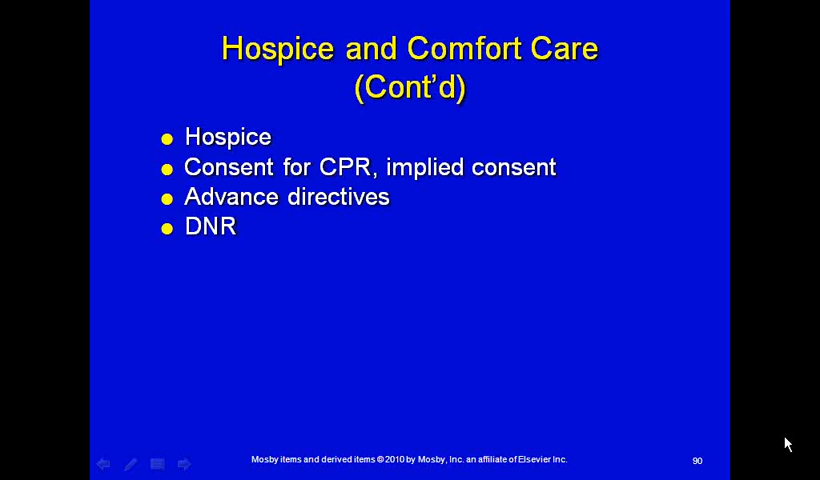 Hospice and Comfort Care
(Cont’d)
Hospice
Consent for CPR, implied consent
Advance directives
DNR
Mosby items and derived items © 2010 by Mosby, Inc. an affiliate of Elsevier Inc.
90